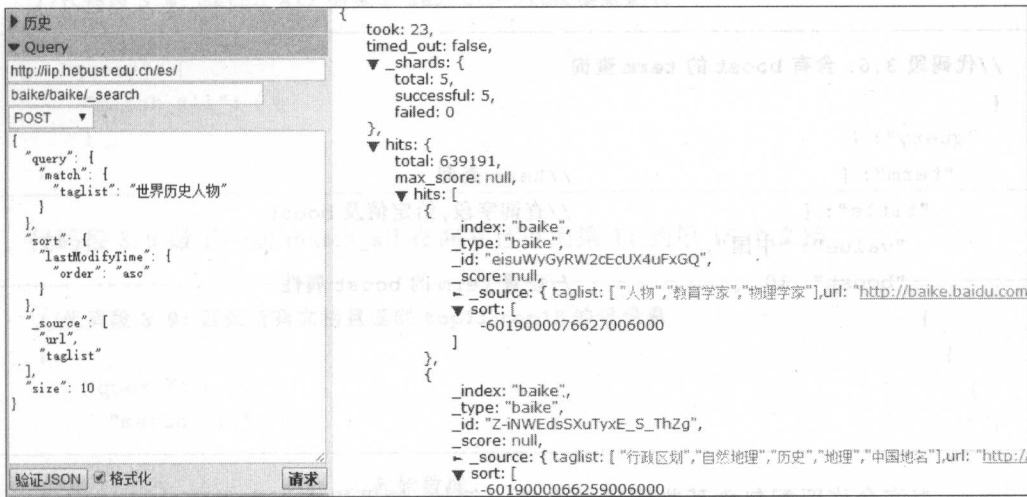 历史
Query
http://iip.hebust.edu.cn/es/
baike/baike/_search
POST
{
"query": {
"match": {
"taglist": "世界历史人物"
}
},
"sort": {
"lastModifyTime": {
"order": "asc"
}
},
"_source": [
"url",
"taglist"
],
"size": 10
}
验证JSON 格式化 请求
{
took: 23,
timed_out: false,
_shards: {
total: 5,
successful: 5,
failed: 0
},
hits: {
total: 639191,
max_score: null,
hits: [
{
_index: "baike",
_type: "baike",
_id: "eisuWyGyRW2cEcUX4uFxGQ",
_score: null,
_source: { taglist: [ "人物","教育学家","物理学家"],url: "http://baike.baidu.com
sort: [
-6019000076627006000
]
},
{
_index: "baike",
_type: "baike",
_id: "Z-iNWEdsSXuTyxE_S_ThZg",
_score: null,
_source: { taglist: [ "行政区划","自然地理","历史","地理","中国地名"],url: "http:/
sort: [
-6019000066259006000